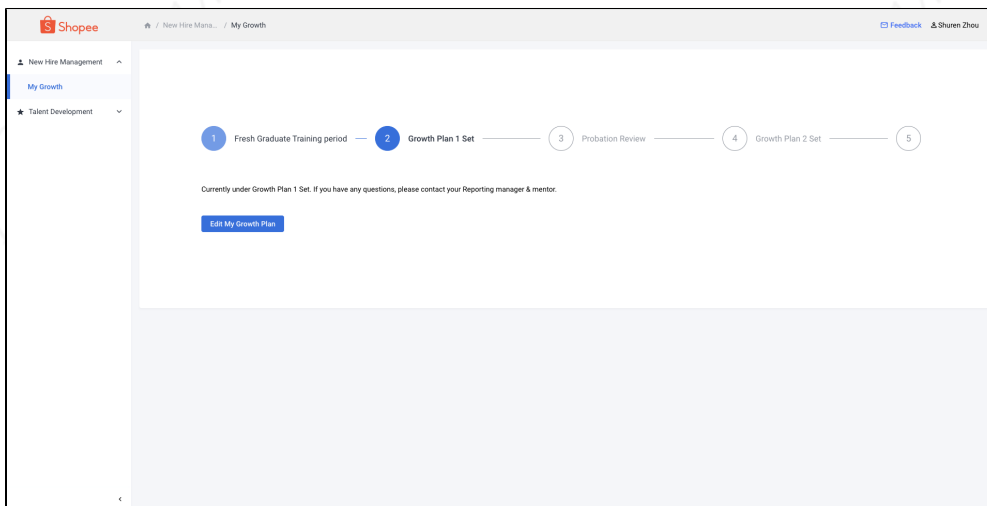 Shopee
/ New Hire Mana... / My Growth
Feedback Shuren Zhou
New Hire Management
My Growth
Talent Development
1 Fresh Graduate Training period 2 Growth Plan 1 Set 3 Probation Review 4 Growth Plan 2 Set 5
Currently under Growth Plan 1 Set. If you have any questions, please contact your Reporting manager & mentor.
Edit My Growth Plan